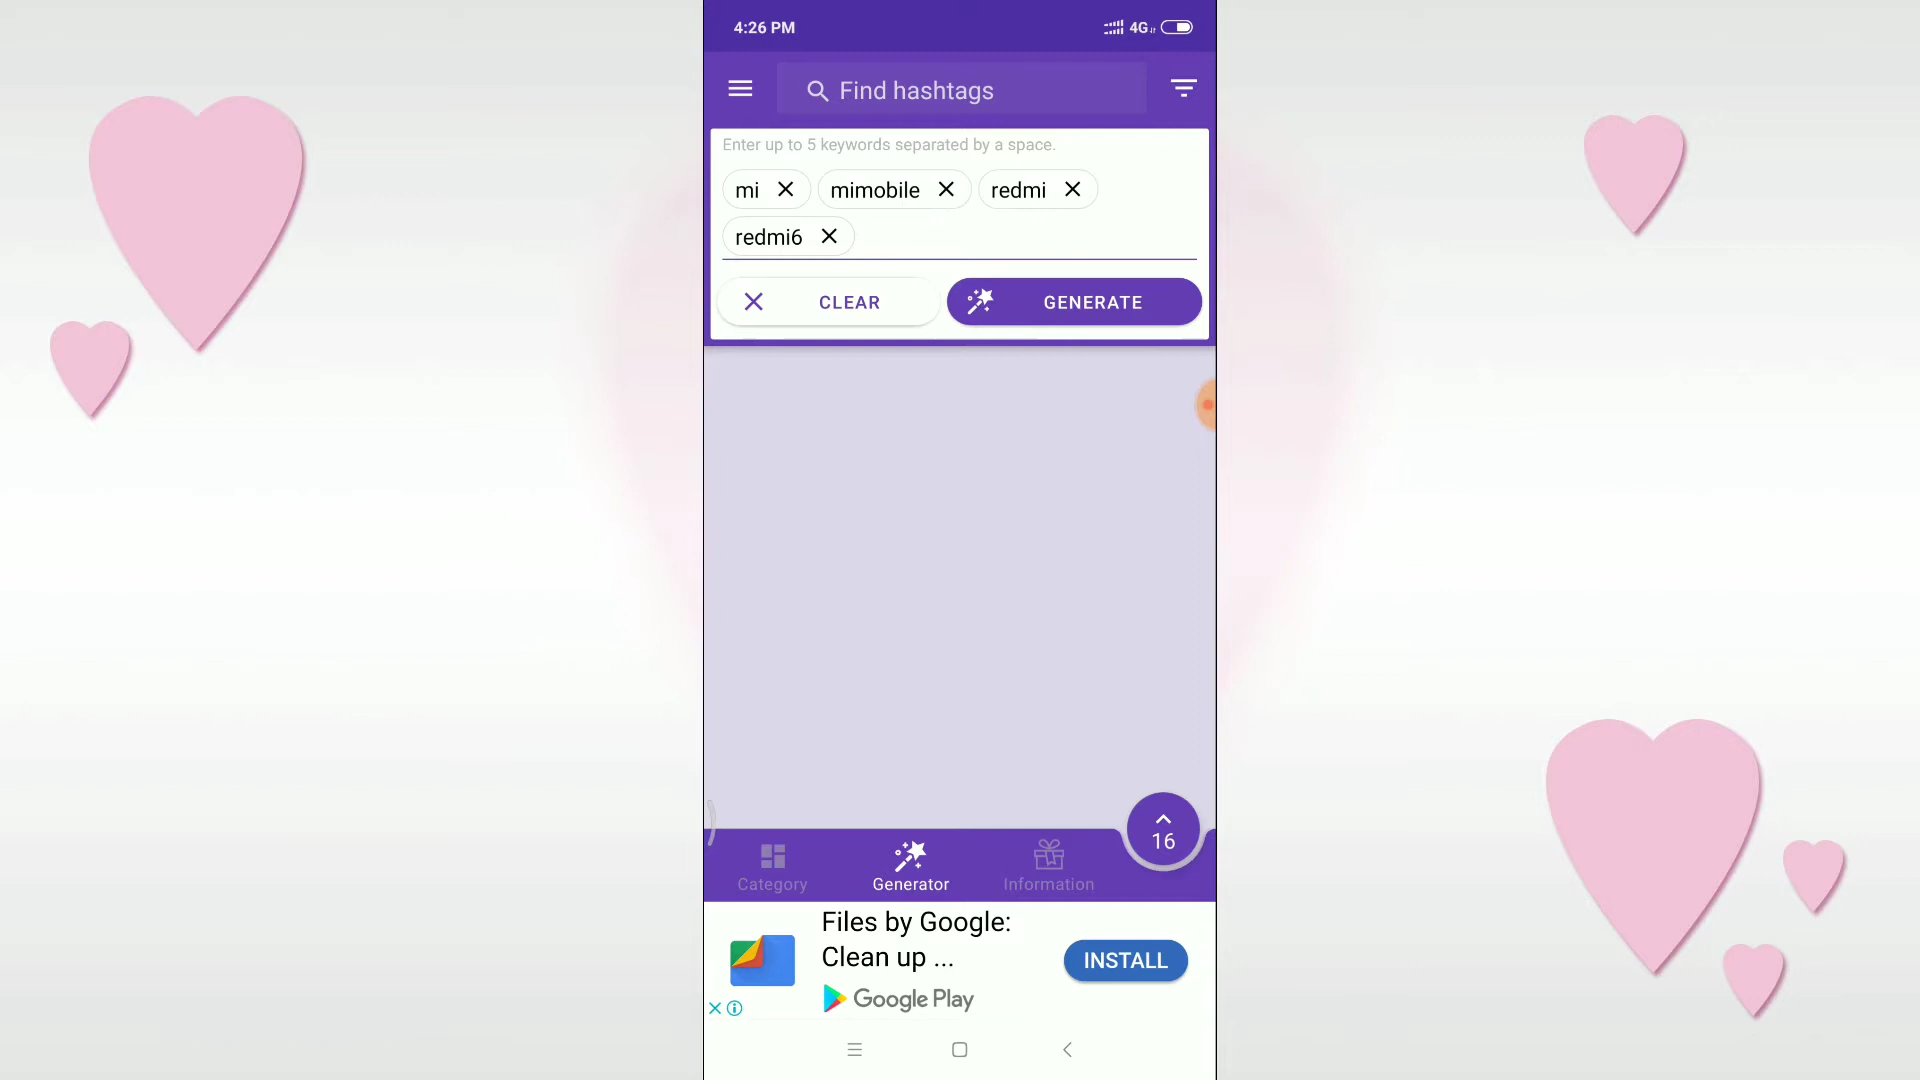 4:26 PM
4G
Find hashtags
Enter up to 5 keywords separated by a space.
mi
mimobile
redmi
redmi6
CLEAR
GENERATE
16
Category
Generator
Information
Files by Google:
Clean up ...
INSTALL
Google Play